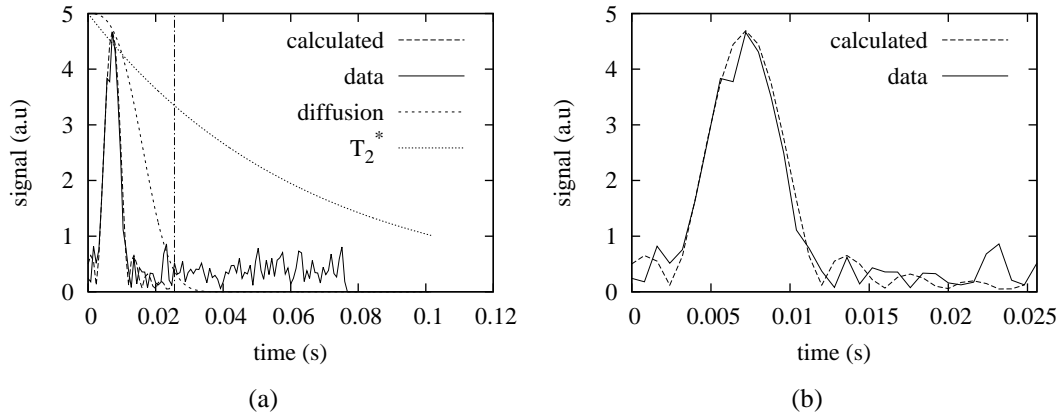 signal (a.u)
5
4
3
2
1
0
0
0.02
0.04
0.06
0.08
0.1
0.12
time (s)
calculated
data
diffusion
T2*
(a)
signal (a.u)
5
4
3
2
1
0
0
0.005
0.01
0.015
0.02
0.025
time (s)
calculated
data
(b)